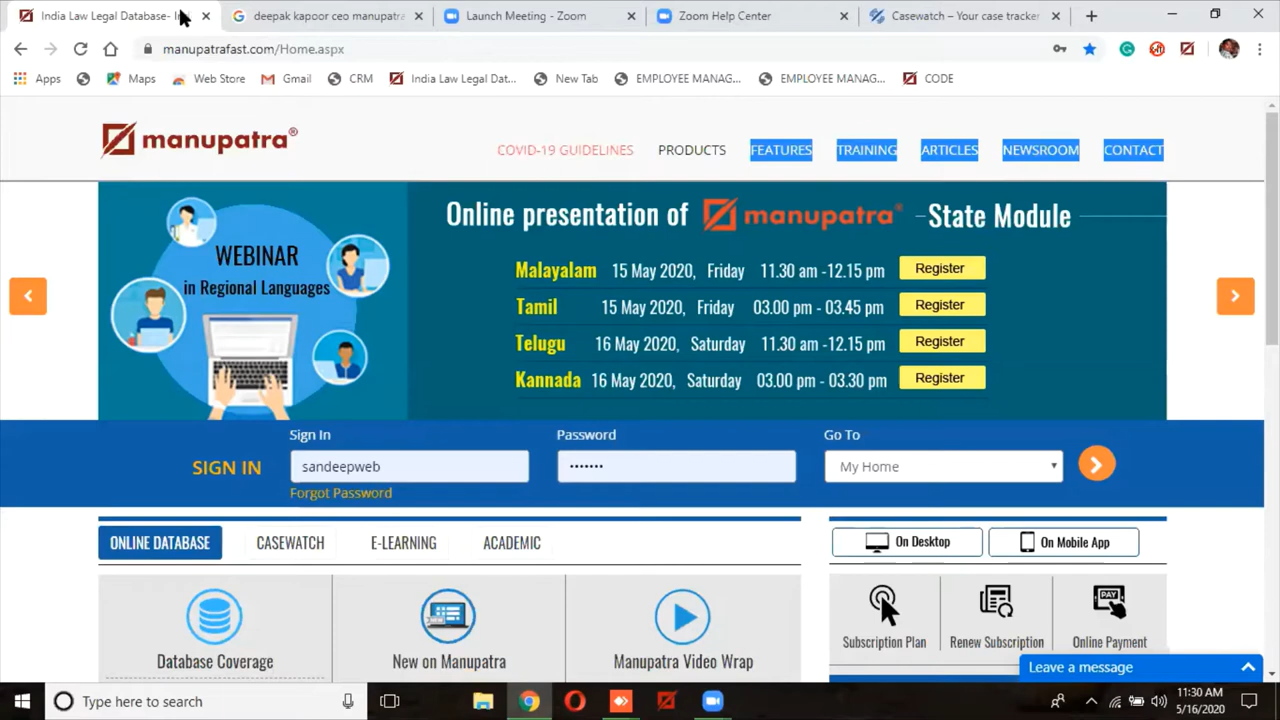 India Law Legal Database- In
deepak kapoor ceo manupatra
Launch Meeting - Zoom
Zoom Help Center
Casewatch – Your case tracker
manupatrafast.com/Home.aspx
Apps
Maps
Web Store
Gmail
CRM
India Law Legal Dat...
New Tab
EMPLOYEE MANAG...
EMPLOYEE MANAG...
CODE
manupatra®
COVID-19 GUIDELINES
PRODUCTS
FEATURES
TRAINING
ARTICLES
NEWSROOM
CONTACT
WEBINAR
in Regional Languages
Online presentation of manupatra State Module
Malayalam 15 May 2020, Friday 11.30 am -12.15 pm Register
Tamil 15 May 2020, Friday 03.00 pm - 03.45 pm Register
Telugu 16 May 2020, Saturday 11.30 am-12.15 pm Register
Kannada 16 May 2020, Saturday 03.00 pm - 03.30 pm Register
Sign In
Password
Go To
SIGN IN
sandeepweb
•••••••
My Home
Forgot Password
ONLINE DATABASE
CASEWATCH
E-LEARNING
ACADEMIC
On Desktop
On Mobile App
Database Coverage
New on Manupatra
Manupatra Video Wrap
Subscription Plan
Renew Subscription
PAY
Online Payment
Leave a message
Type here to search
11:30 AM
5/16/2020